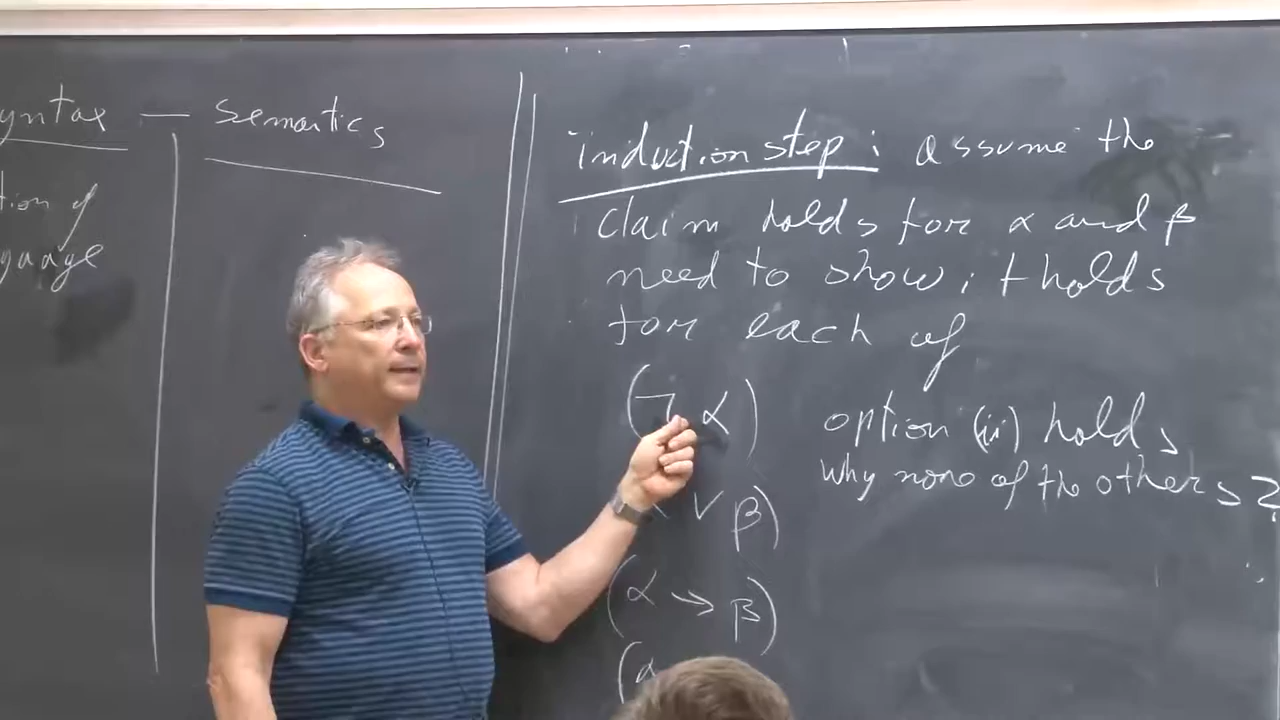 yntax — semantics
tion of
guage
induction step: assume the
claim holds for α and β
need to show it holds
for each of
(¬ α)
∨ β)
(α → β)
(α
option (ii) holds
why none of the others?